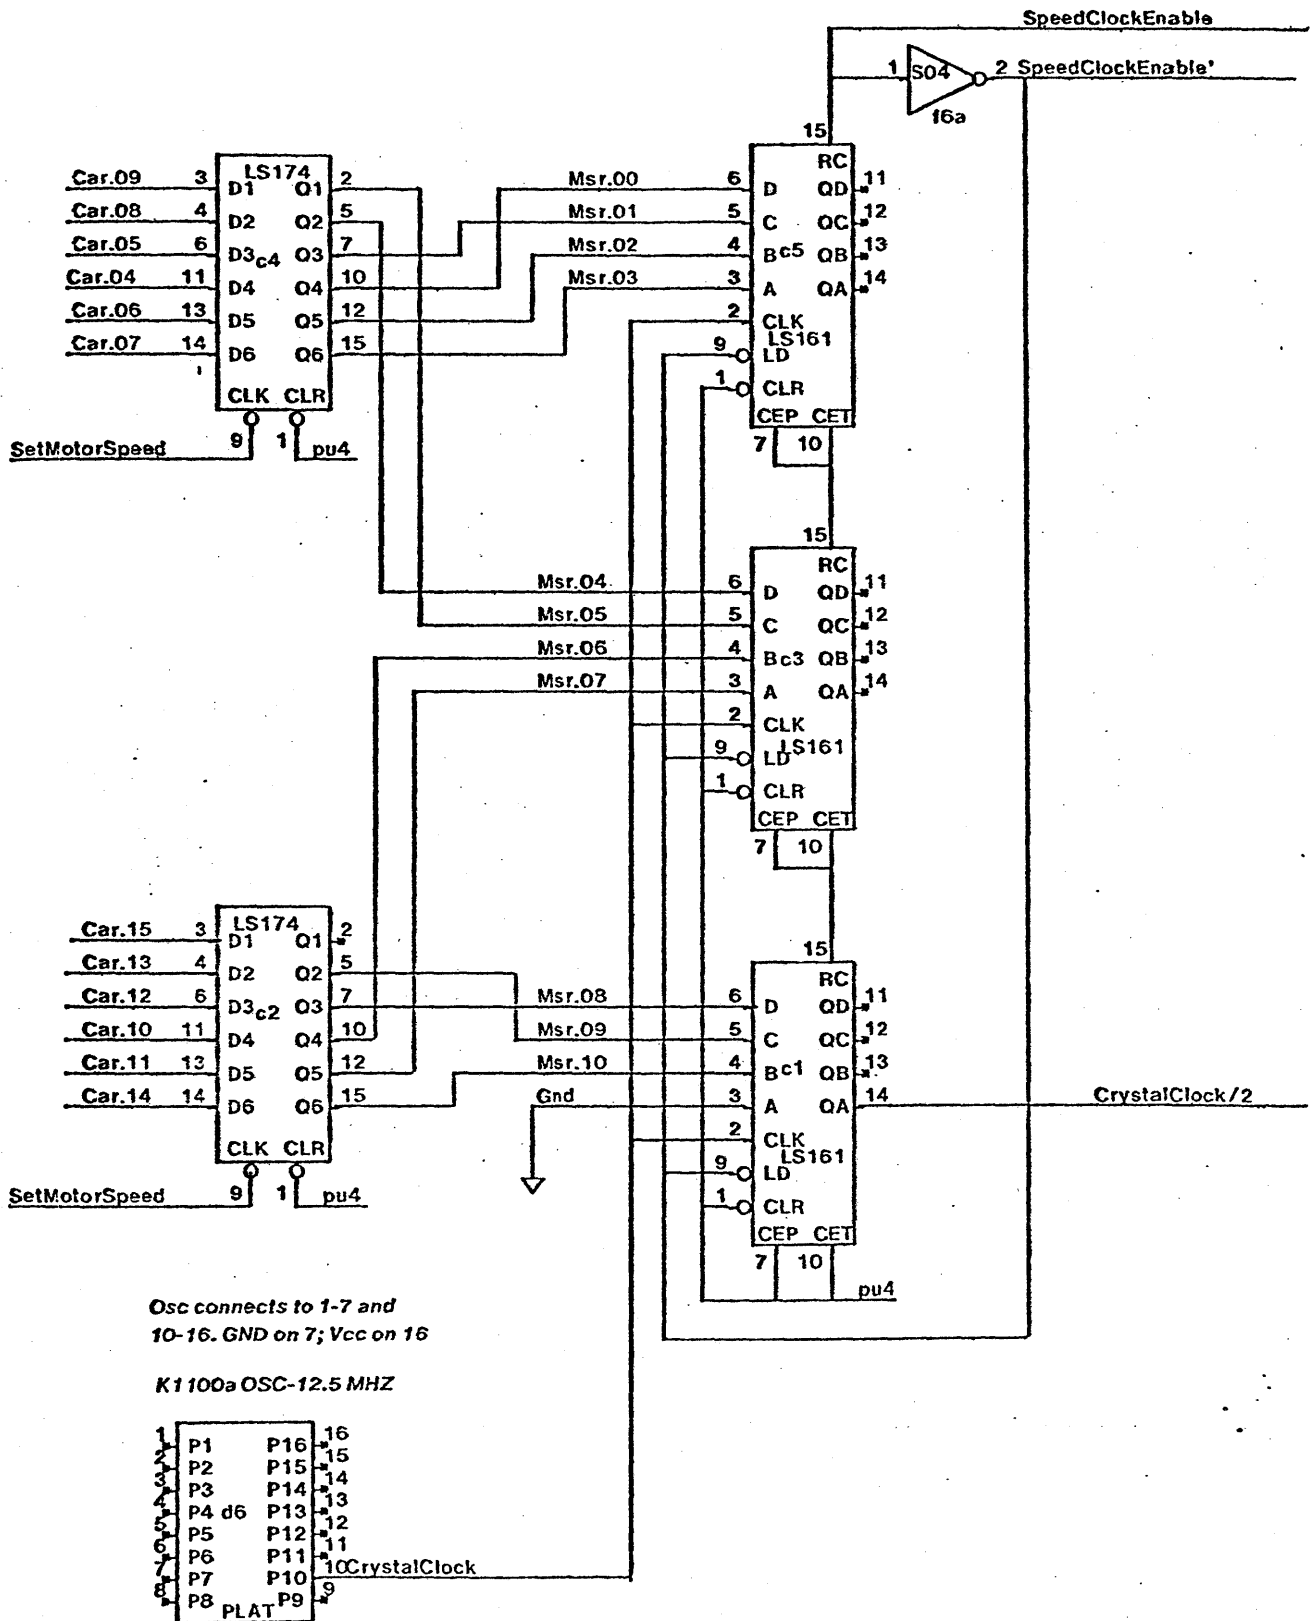 SpeedClockEnable
1 S04 2 SpeedClockEnable'
16a
15
LS174 RC
Car.09 3 D1 Q1 2 Msr.00 6 D QD 11
Car.08 4 D2 Q2 5 Msr.01 5 C QC 12
Car.05 6 D3 c4 Q3 7 Msr.02 4 B c5 QB 13
Car.04 11 D4 Q4 10 Msr.03 3 A QA 14
Car.06 13 D5 Q5 12 2 CLK
LS161
Car.07 14 D6 Q6 15 9 LD
CLK CLR 1 CLR
CEP CET
SetMotorSpeed 9 1 pu4 7 10
15
RC
Msr.04 6 D QD 11
Msr.05 5 C QC 12
Msr.06 4 B c3 QB 13
Msr.07 3 A QA 14
2 CLK
9 LD LS161
1 CLR
CEP CET
7 10
LS174
Car.15 3 D1 Q1 2 15
Car.13 4 D2 Q2 5 RC
Car.12 6 D3 c2 Q3 7 Msr.08 6 D QD 11
Car.10 11 D4 Q4 10 Msr.09 5 C QC 12
Car.11 13 D5 Q5 12 Msr.10 4 B c1 QB 13
Car.14 14 D6 Q6 15 Gnd 3 A QA 14 CrystalClock/2
CLK CLR 2 CLK
LS161
9 LD
SetMotorSpeed 9 1 pu4 1 CLR
CEP CET
7 10
pu4
Osc connects to 1-7 and
10-16. GND on 7; Vcc on 16
K1100a OSC-12.5 MHZ
1 P1 P16 16
2 P2 P15 15
3 P3 P14 14
4 P4 d6 P13 13
5 P5 P12 12
6 P6 P11 11
7 P7 P10 10 CrystalClock
8 P8 P9 9
PLAT